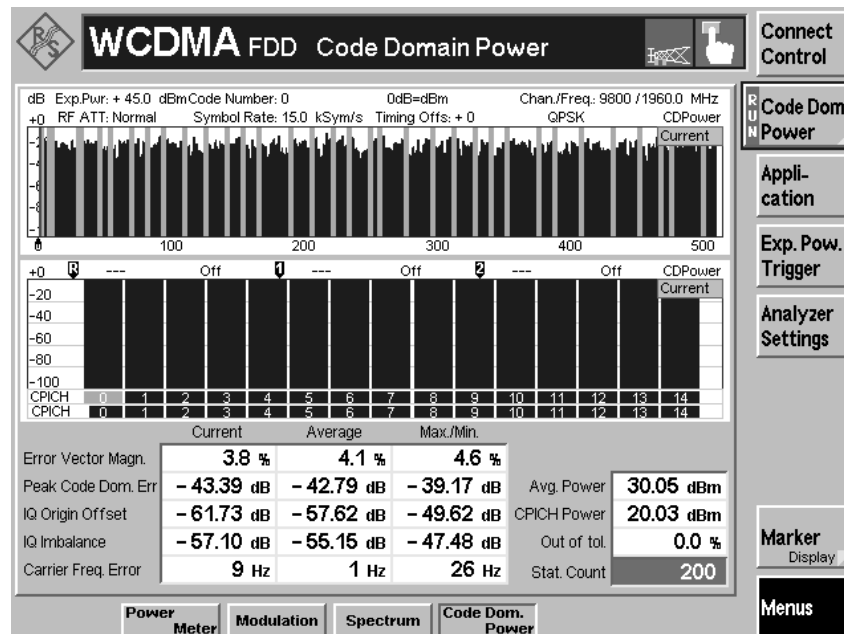 R S
WCDMA FDD Code Domain Power
Connect Control
dB Exp.Pwr: + 45.0 dBm Code Number: 0 0dB=dBm Chan./Freq.: 9800 / 1960.0 MHz
+0 RF ATT: Normal Symbol Rate: 15.0 kSym/s Timing Offs: + 0 QPSK CDPower
Current
0 100 200 300 400 500
+0 R --- Off 1 --- Off 2 --- Off CDPower
Current
-20
-40
-60
-80
-100
CPICH 0 1 2 3 4 5 6 7 8 9 10 11 12 13 14
CPICH 0 1 2 3 4 5 6 7 8 9 10 11 12 13 14
Current Average Max./Min.
Error Vector Magn. 3.8 % 4.1 % 4.6 %
Peak Code Dom. Err - 43.39 dB - 42.79 dB - 39.17 dB Avg. Power 30.05 dBm
IQ Origin Offset - 61.73 dB - 57.62 dB - 49.62 dB CPICH Power 20.03 dBm
IQ Imbalance - 57.10 dB - 55.15 dB - 47.48 dB Out of tol. 0.0 %
Carrier Freq. Error 9 Hz 1 Hz 26 Hz Stat. Count 200
RUN
Code Dom
Power
Appli-
cation
Exp. Pow.
Trigger
Analyzer
Settings
Marker
Display
Menus
Power
Meter
Modulation
Spectrum
Code Dom.
Power